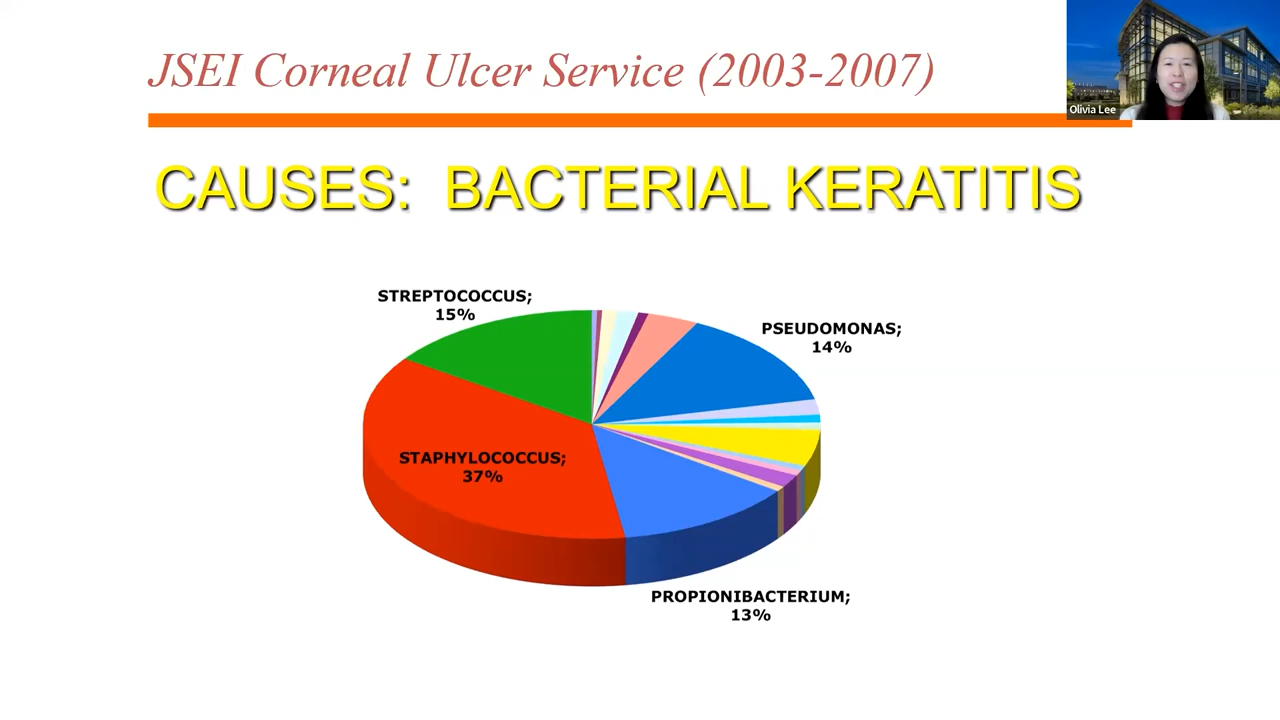 JSEI Corneal Ulcer Service (2003-2007)
Olivia Lee
CAUSES: BACTERIAL KERATITIS
STREPTOCOCCUS;
15%
PSEUDOMONAS;
14%
STAPHYLOCOCCUS;
37%
PROPIONIBACTERIUM;
13%